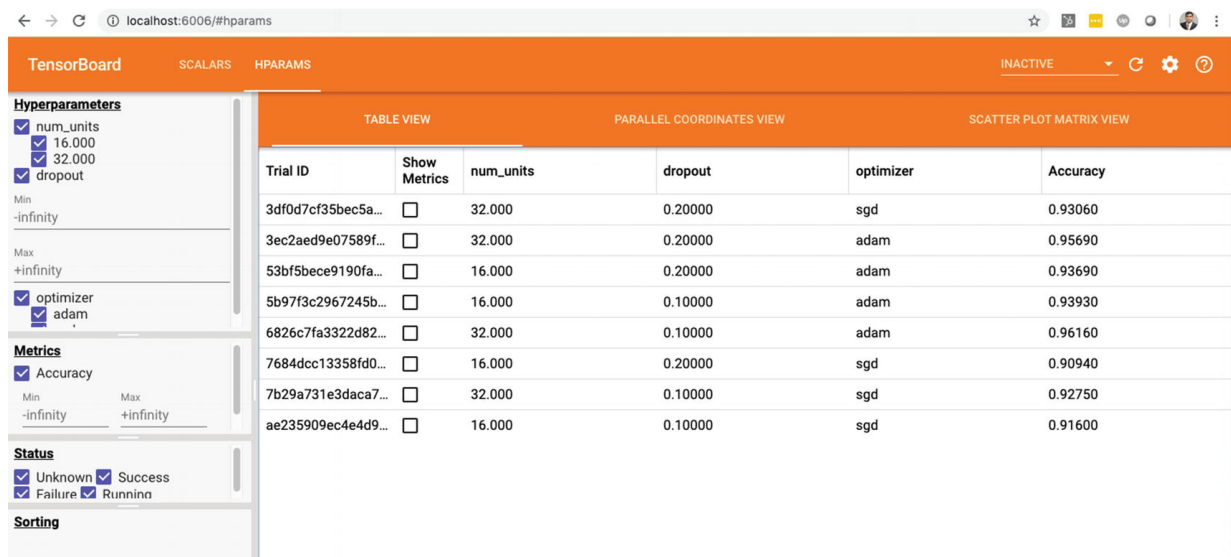 localhost:6006/#hparams
TensorBoard SCALARS HPARAMS INACTIVE
Hyperparameters
num_units
16.000
32.000
dropout
Min
-infinity
Max
+infinity
optimizer
adam
Metrics
Accuracy
Min Max
-infinity +infinity
Status
Unknown Success
Failure Running
Sorting
TABLE VIEW PARALLEL COORDINATES VIEW SCATTER PLOT MATRIX VIEW
Trial ID Show Metrics num_units dropout optimizer Accuracy
3df0d7cf35bec5a... 32.000 0.20000 sgd 0.93060
3ec2aed9e07589f... 32.000 0.20000 adam 0.95690
53bf5bece9190fa... 16.000 0.20000 adam 0.93690
5b97f3c2967245b... 16.000 0.10000 adam 0.93930
6826c7fa3322d82... 32.000 0.10000 adam 0.96160
7684dcc13358fd0... 16.000 0.20000 sgd 0.90940
7b29a731e3daca7... 32.000 0.10000 sgd 0.92750
ae235909ec4e4d9... 16.000 0.10000 sgd 0.91600